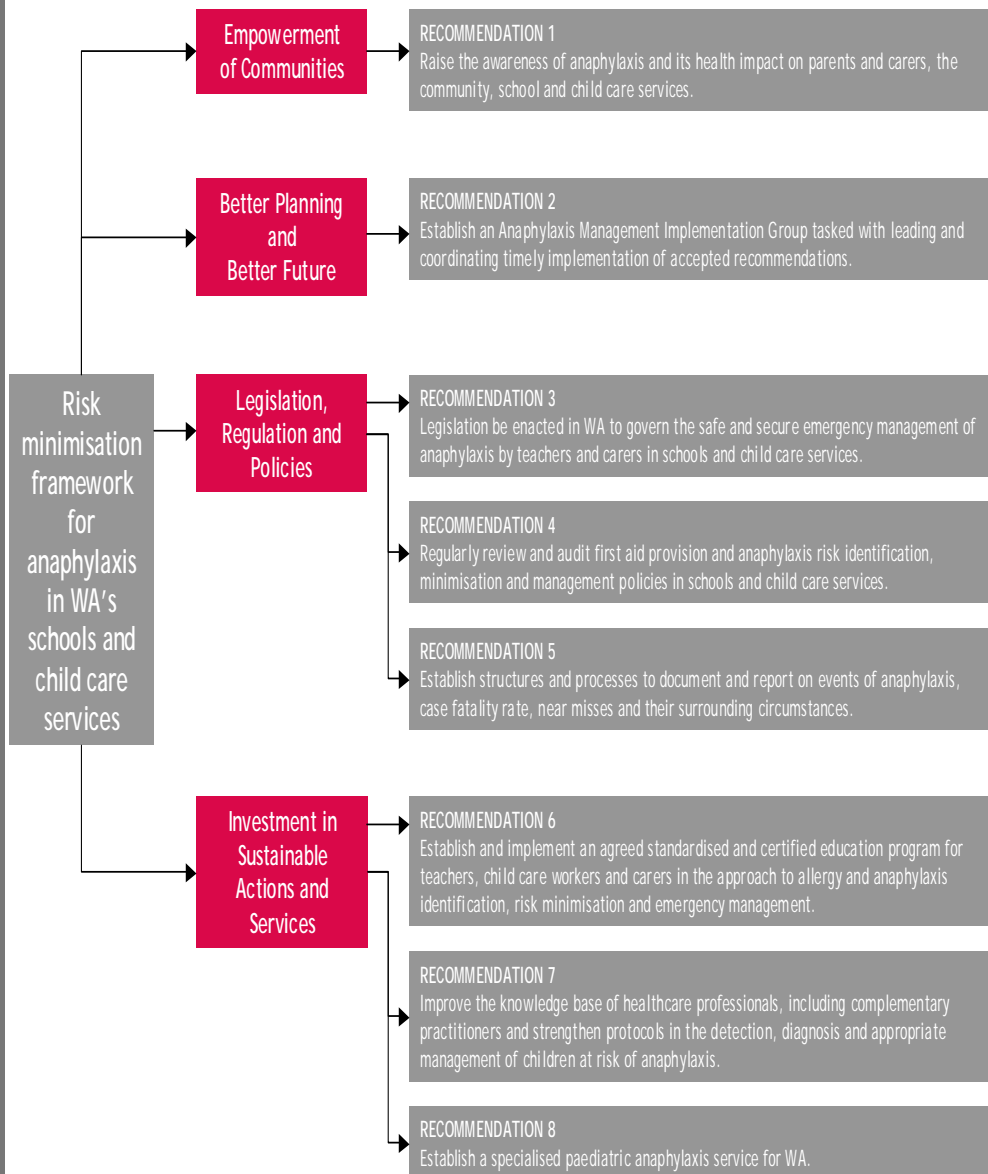 Risk
minimisation
framework
for
anaphylaxis
in WA's
schools and
child care
services
Empowerment
of Communities
RECOMMENDATION 1
Raise the awareness of anaphylaxis and its health impact on parents and carers, the
community, school and child care services.
Better Planning
and
Better Future
RECOMMENDATION 2
Establish an Anaphylaxis Management Implementation Group tasked with leading and
coordinating timely implementation of accepted recommendations.
Legislation,
Regulation and
Policies
RECOMMENDATION 3
Legislation be enacted in WA to govern the safe and secure emergency management of
anaphylaxis by teachers and carers in schools and child care services.
RECOMMENDATION 4
Regularly review and audit first aid provision and anaphylaxis risk identification,
minimisation and management policies in schools and child care services.
RECOMMENDATION 5
Establish structures and processes to document and report on events of anaphylaxis,
case fatality rate, near misses and their surrounding circumstances.
Investment in
Sustainable
Actions and
Services
RECOMMENDATION 6
Establish and implement an agreed standardised and certified education program for
teachers, child care workers and carers in the approach to allergy and anaphylaxis
identification, risk minimisation and emergency management.
RECOMMENDATION 7
Improve the knowledge base of healthcare professionals, including complementary
practitioners and strengthen protocols in the detection, diagnosis and appropriate
management of children at risk of anaphylaxis.
RECOMMENDATION 8
Establish a specialised paediatric anaphylaxis service for WA.